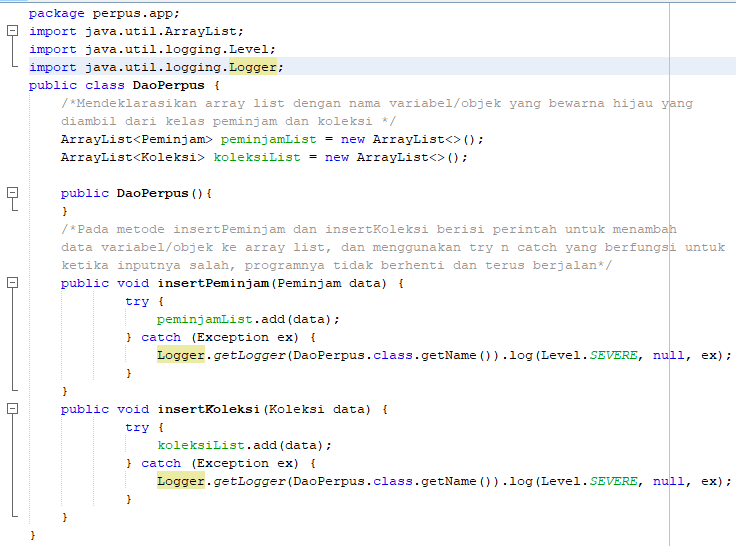 package perpus.app;
import java.util.ArrayList;
import java.util.logging.Level;
import java.util.logging.Logger;
public class DaoPerpus {
/*Mendeklarasikan array list dengan nama variabel/objek yang bewarna hijau yang
diambil dari kelas peminjam dan koleksi */
ArrayList<Peminjam> peminjamList = new ArrayList<>();
ArrayList<Koleksi> koleksiList = new ArrayList<>();
public DaoPerpus(){
}
/*Pada metode insertPeminjam dan insertKoleksi berisi perintah untuk menambah
data variabel/objek ke array list, dan menggunakan try n catch yang berfungsi untuk
ketika inputnya salah, programnya tidak berhenti dan terus berjalan*/
public void insertPeminjam(Peminjam data) {
try {
peminjamList.add(data);
} catch (Exception ex) {
Logger.getLogger(DaoPerpus.class.getName()).log(Level.SEVERE, null, ex);
}
}
public void insertKoleksi(Koleksi data) {
try {
koleksiList.add(data);
} catch (Exception ex) {
Logger.getLogger(DaoPerpus.class.getName()).log(Level.SEVERE, null, ex);
}
}
}